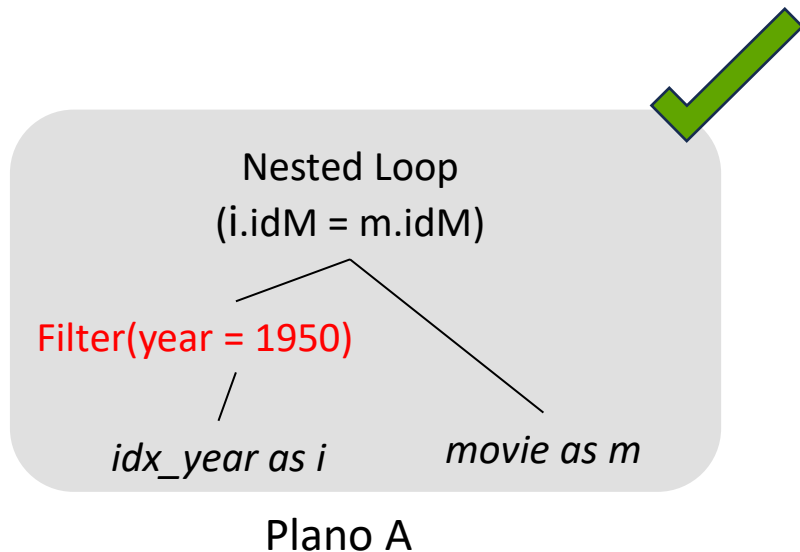 Nested Loop
(i.idM = m.idM)
Filter(year = 1950)
idx_year as i
movie as m
Plano A